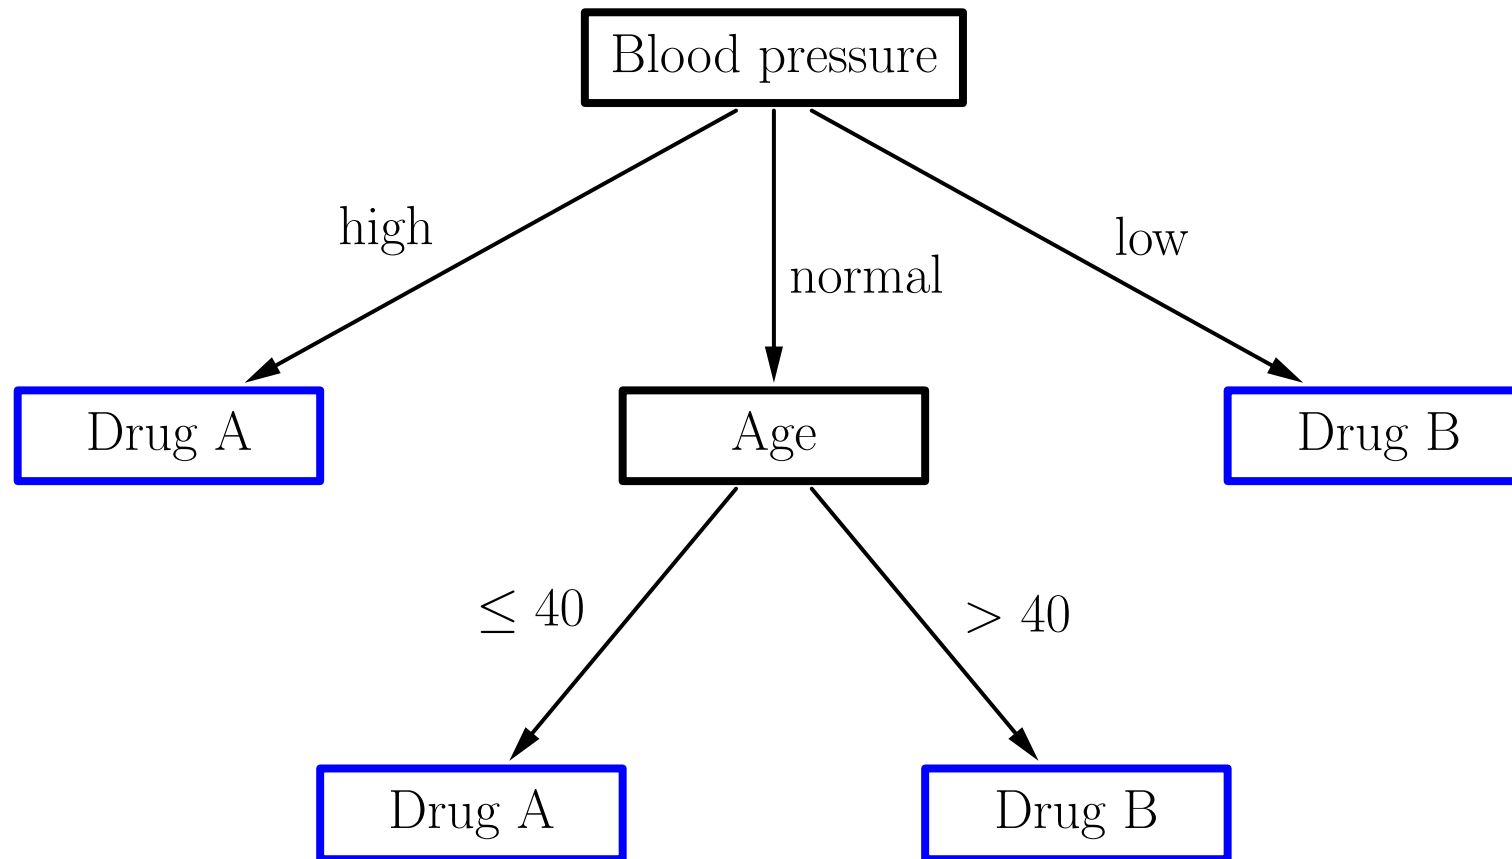 Blood pressure
high
normal
low
Drug A
Age
Drug B
≤ 40
> 40
Drug A
Drug B